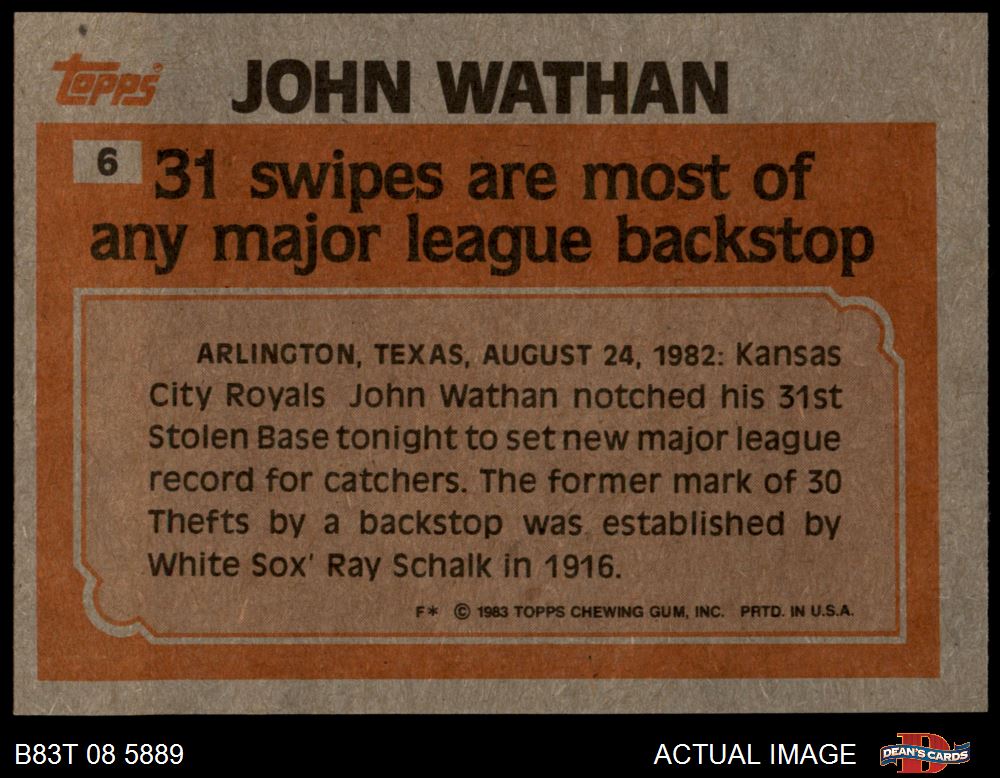 Topps
JOHN WATHAN
6
31 swipes are most of
any major league backstop
ARLINGTON, TEXAS, AUGUST 24, 1982: Kansas
City Royals John Wathan notched his 31st
Stolen Base tonight to set new major league
record for catchers. The former mark of 30
Thefts by a backstop was established by
White Sox' Ray Schalk in 1916.
F* © 1983 TOPPS CHEWING GUM, INC. PRTD. IN U.S.A.
B83T 08 5889
ACTUAL IMAGE
D
DEAN'S CARDS